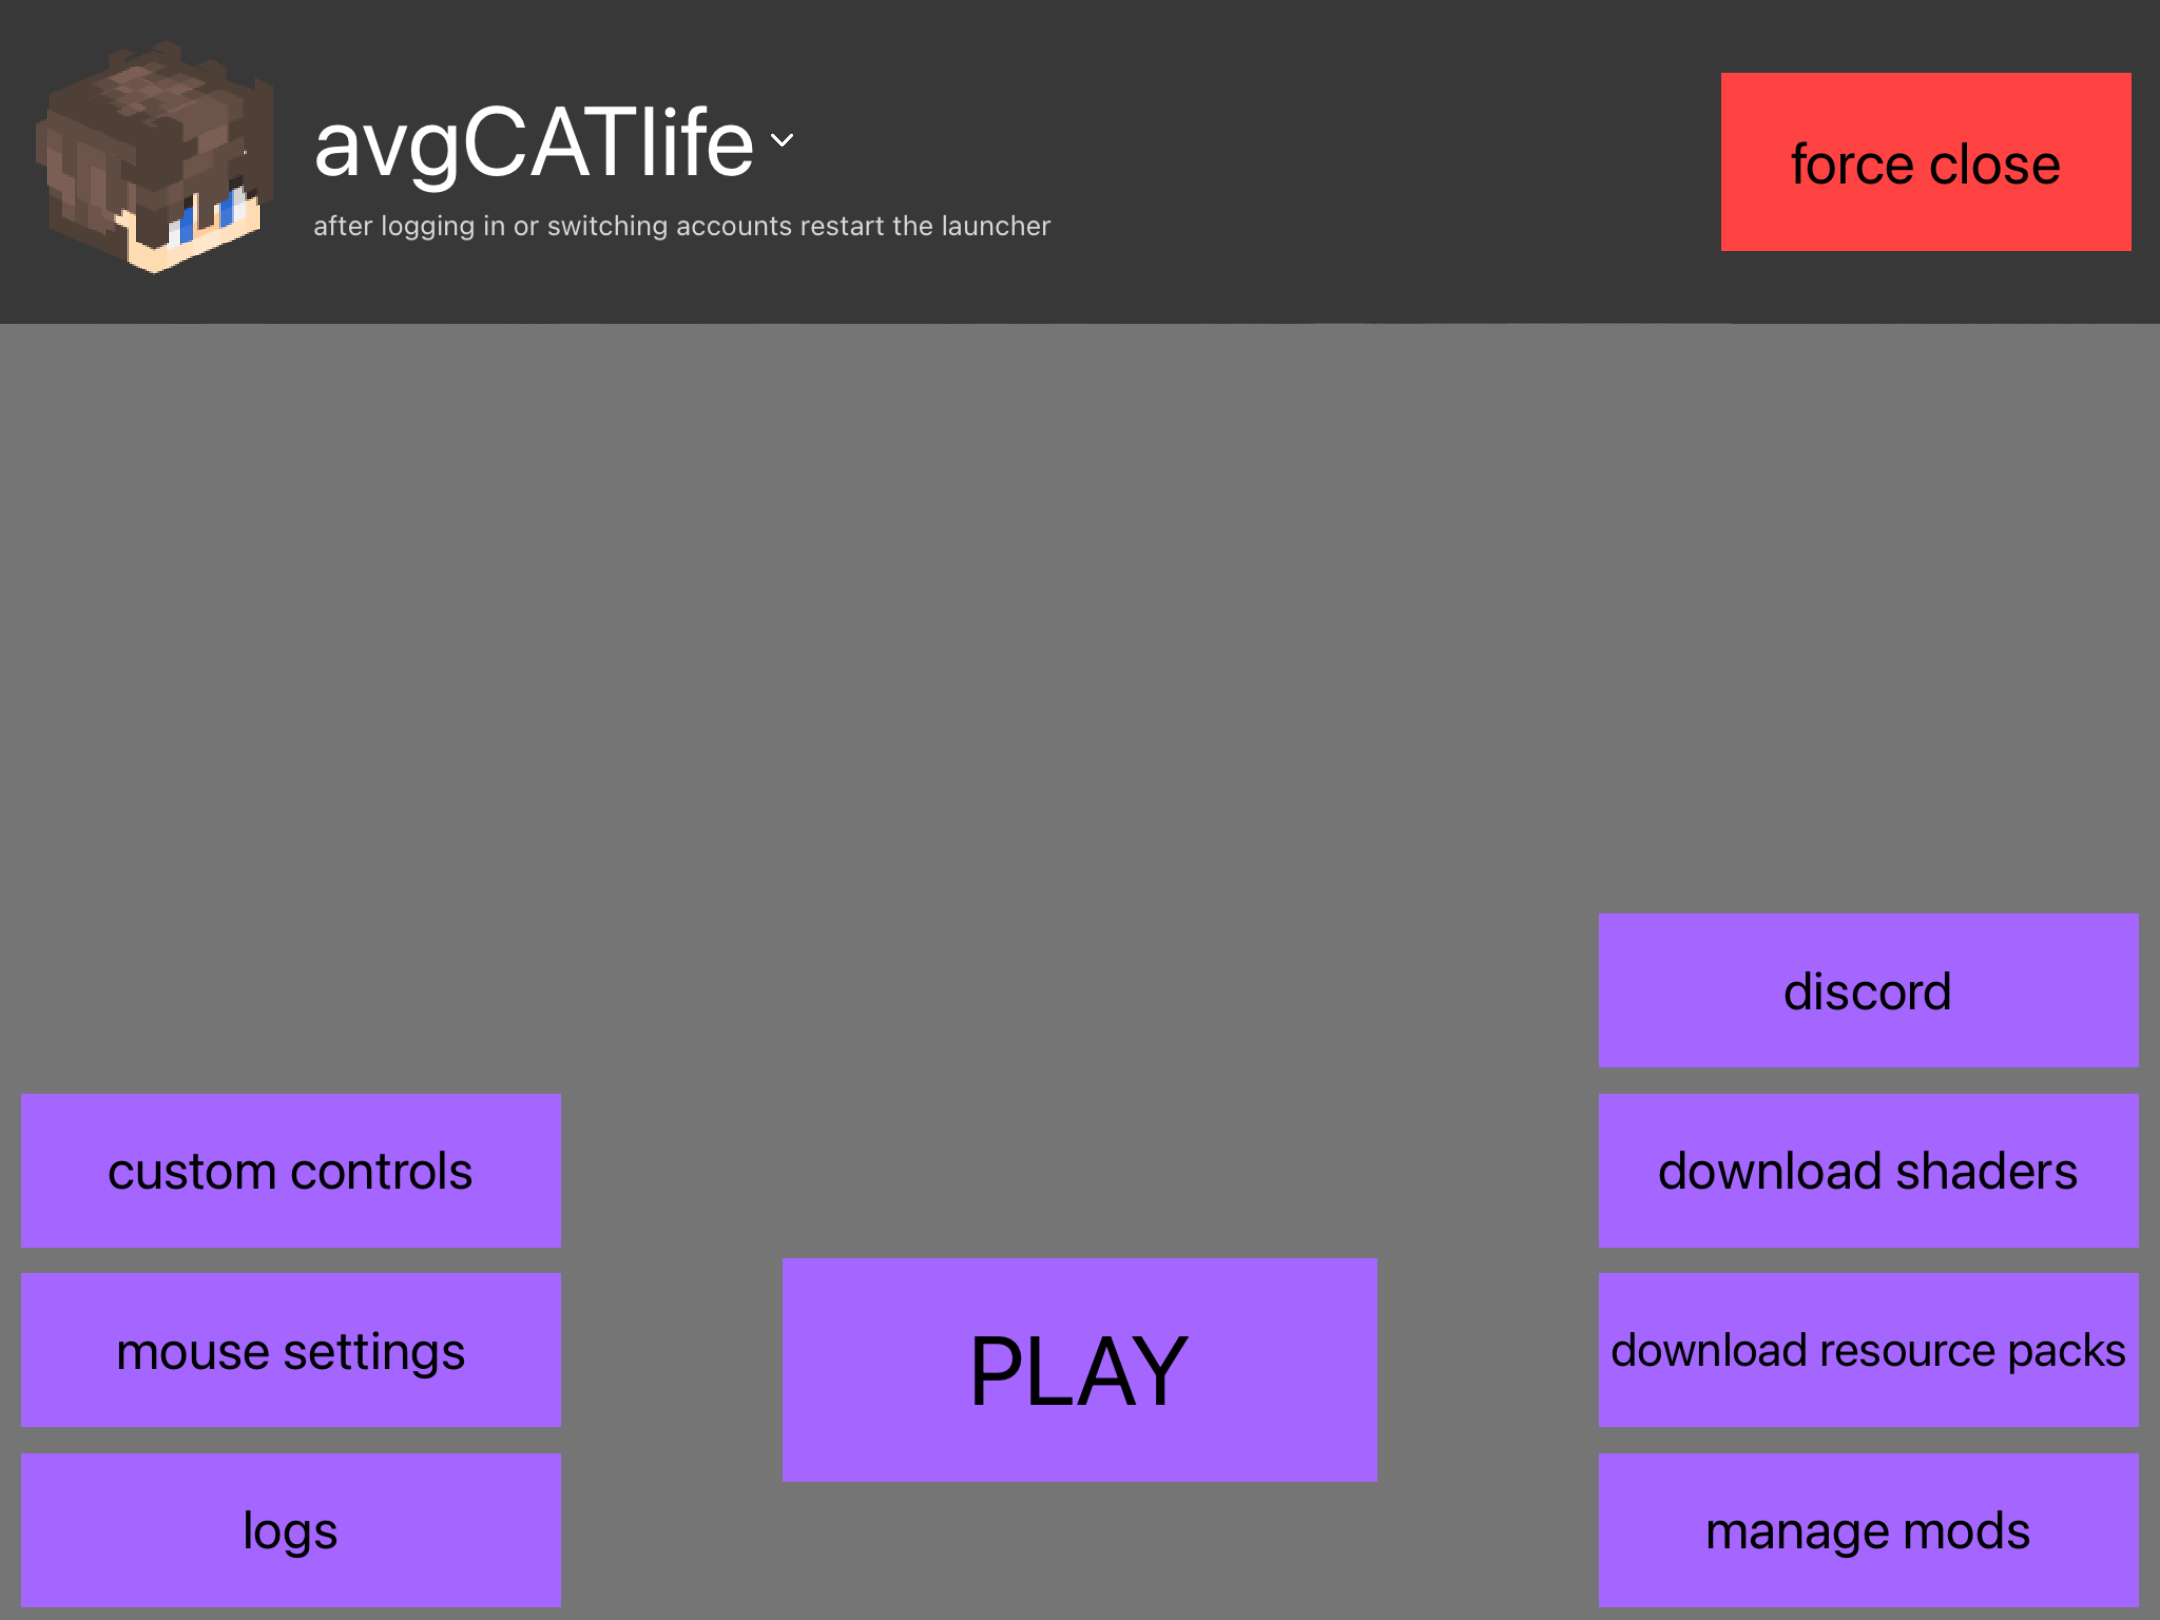 avgCATlife
after logging in or switching accounts restart the launcher
force close
discord
custom controls
download shaders
mouse settings
PLAY
download resource packs
logs
manage mods